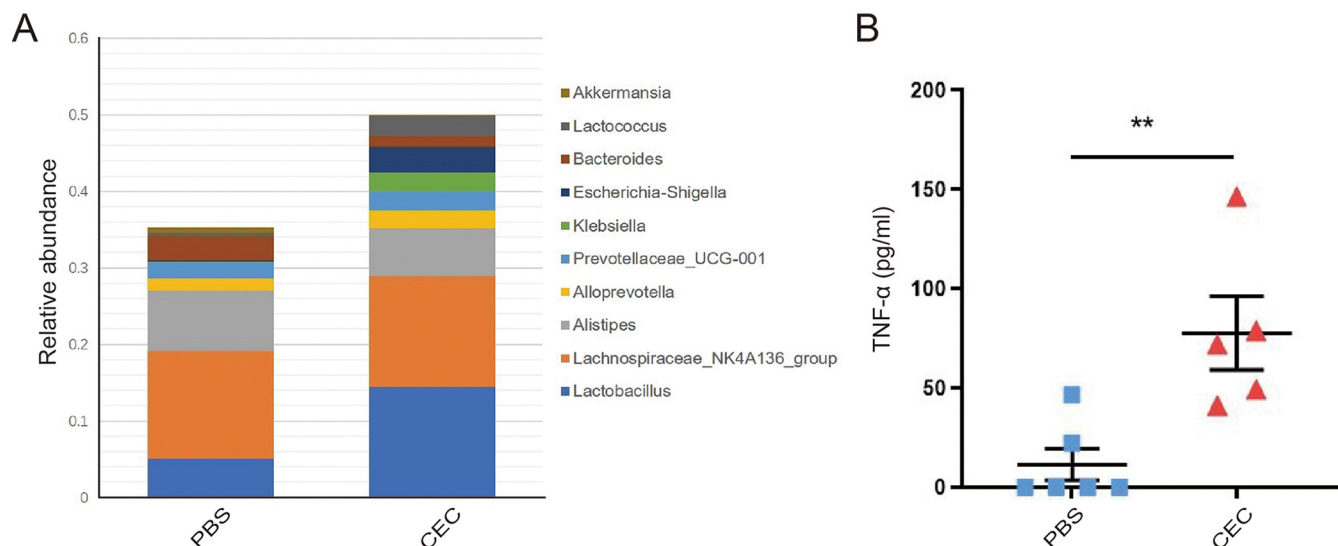 A
Relative abundance
0.6
0.5
0.4
0.3
0.2
0.1
0
PBS
CEC
Akkermansia
Lactococcus
Bacteroides
Escherichia-Shigella
Klebsiella
Prevotellaceae_UCG-001
Alloprevotella
Alistipes
Lachnospiraceae_NK4A136_group
Lactobacillus
B
TNF-α (pg/ml)
200
150
100
50
0
**
PBS
CEC